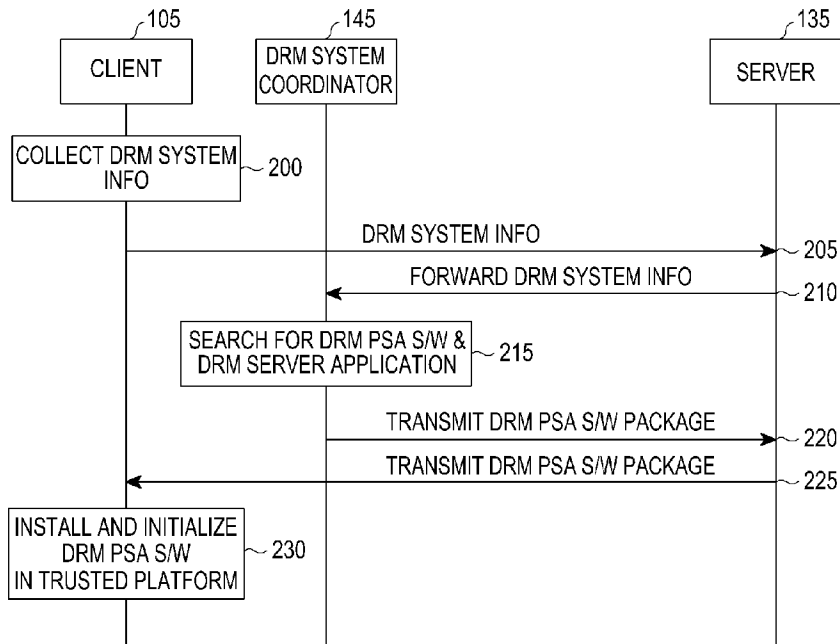 105
145
135
CLIENT
DRM SYSTEM
COORDINATOR
SERVER
COLLECT DRM SYSTEM
INFO
200
DRM SYSTEM INFO
205
FORWARD DRM SYSTEM INFO
210
SEARCH FOR DRM PSA S/W &
DRM SERVER APPLICATION
215
TRANSMIT DRM PSA S/W PACKAGE
220
TRANSMIT DRM PSA S/W PACKAGE
225
INSTALL AND INITIALIZE
DRM PSA S/W
IN TRUSTED PLATFORM
230